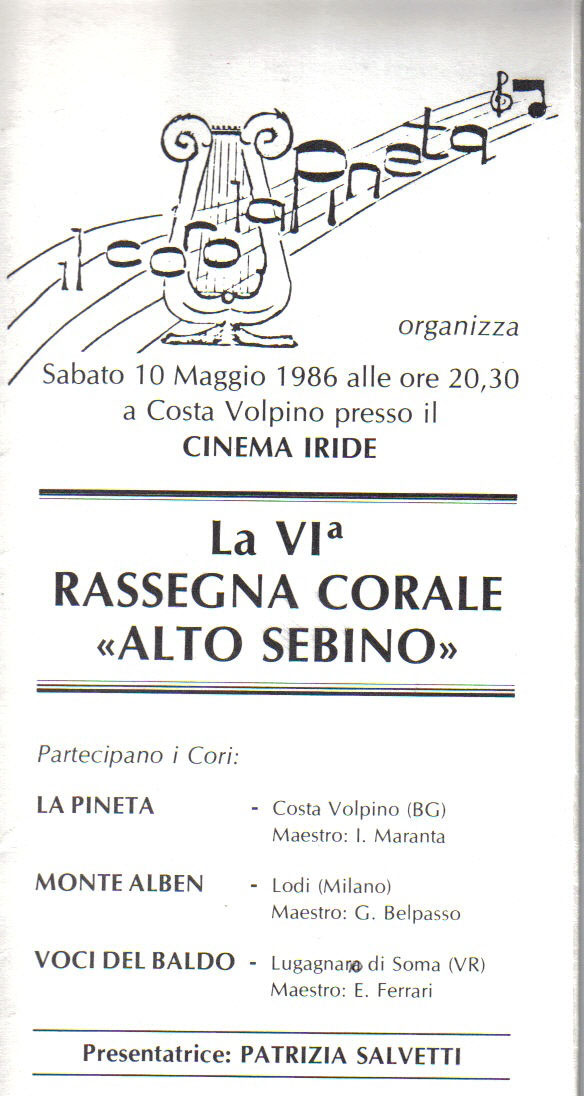 il coro la pineta
organizza
Sabato 10 Maggio 1986 alle ore 20,30
a Costa Volpino presso il
CINEMA IRIDE
La VIª
RASSEGNA CORALE
«ALTO SEBINO»
Partecipano i Cori:
LA PINETA - Costa Volpino (BG)
Maestro: I. Maranta
MONTE ALBEN - Lodi (Milano)
Maestro: G. Belpasso
VOCI DEL BALDO - Lugagnano di Soma (VR)
Maestro: E. Ferrari
Presentatrice: PATRIZIA SALVETTI